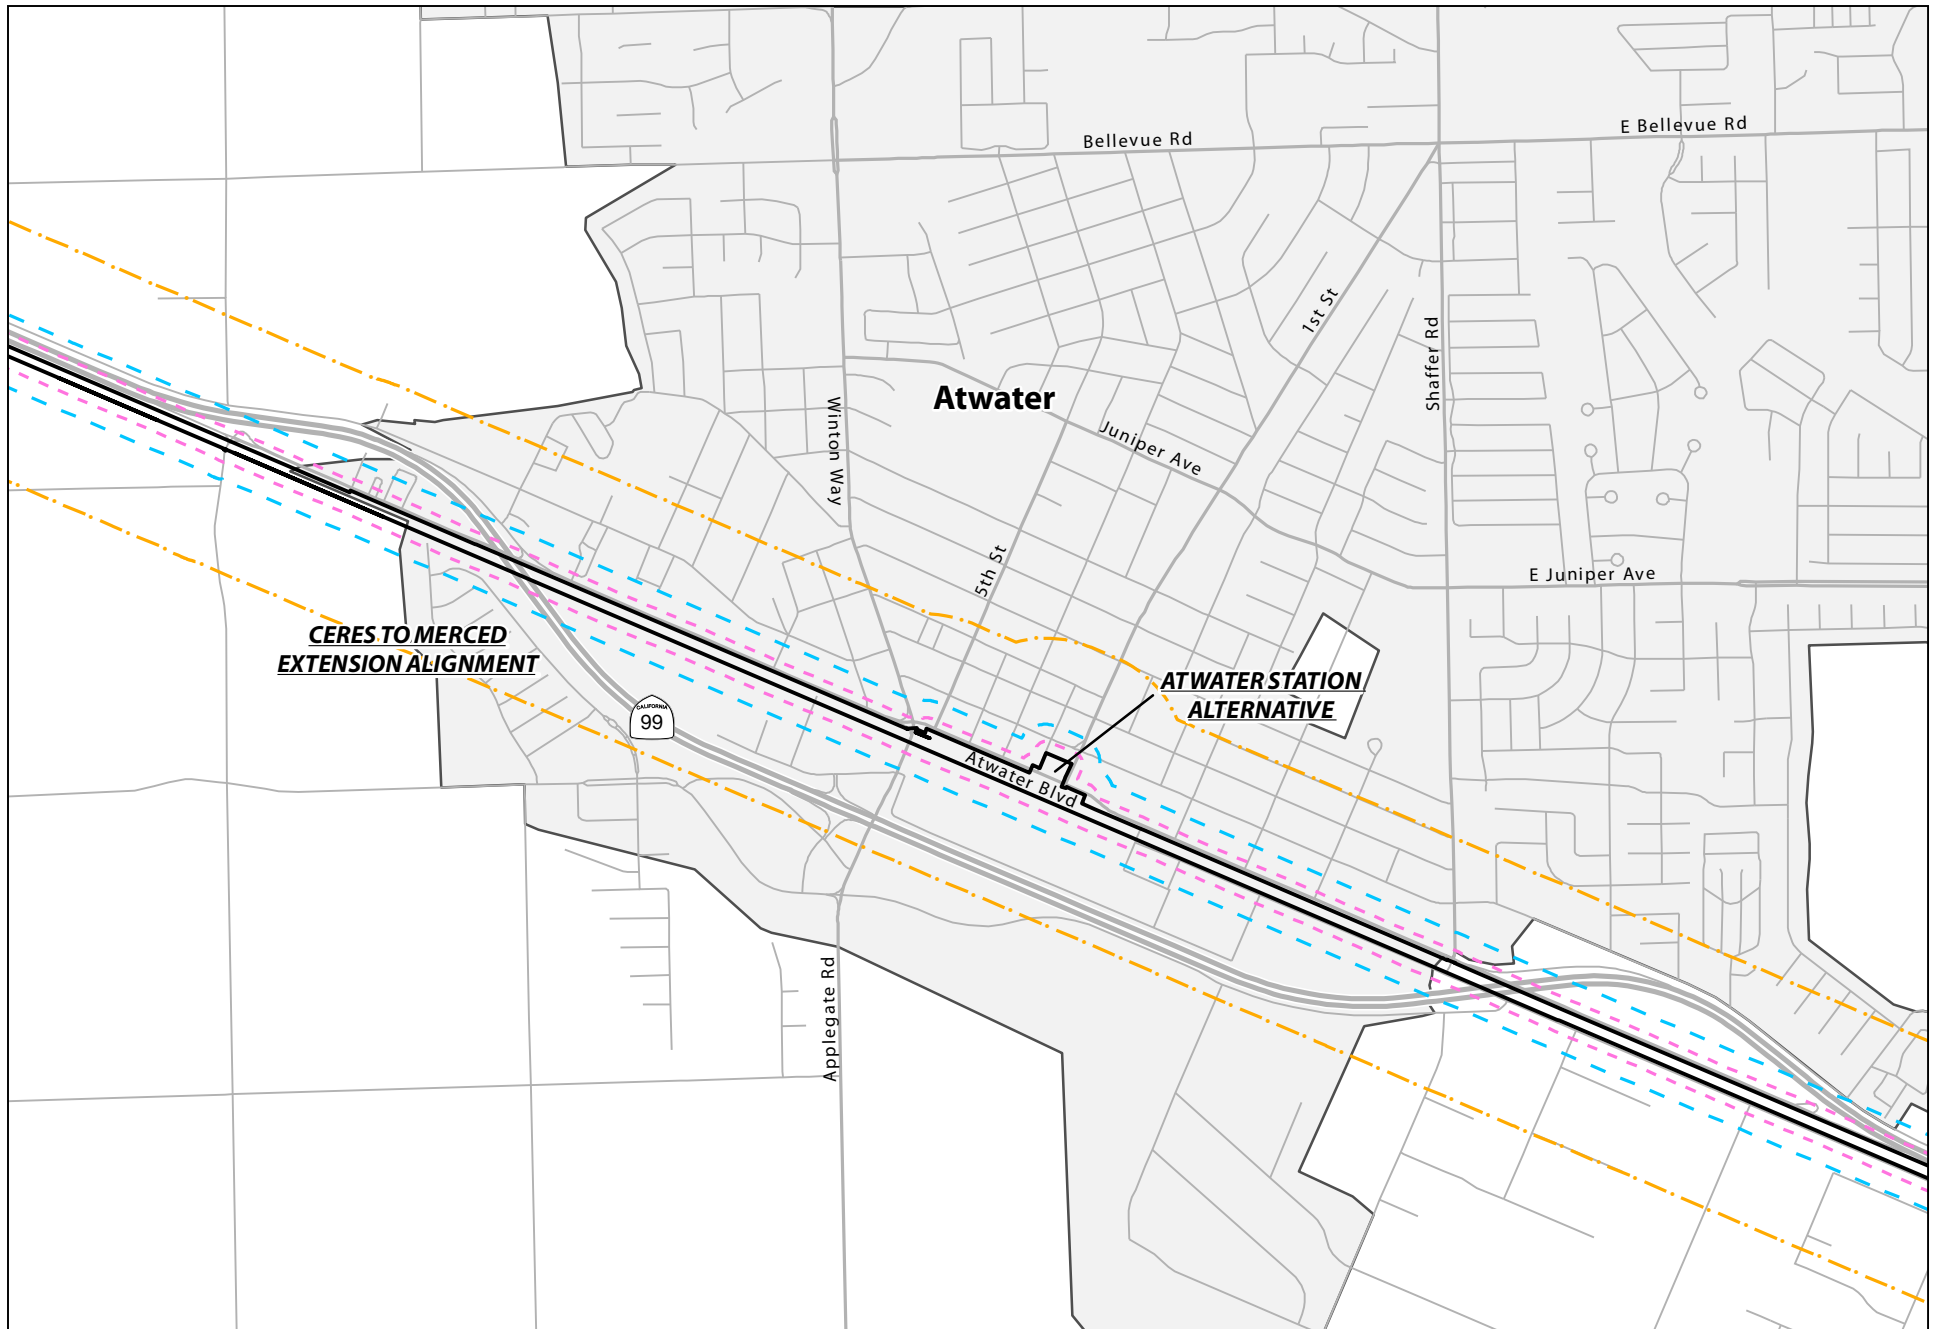 E Bellevue Rd
Bellevue Rd
1st St
Shaffer Rd
Atwater
Winton Way
Juniper Ave
5th St
E Juniper Ave
CERES TO MERCED
EXTENSION ALIGNMENT
ATWATER STATION
ALTERNATIVE
CALIFORNIA
99
Atwater Blvd
Applegate Rd